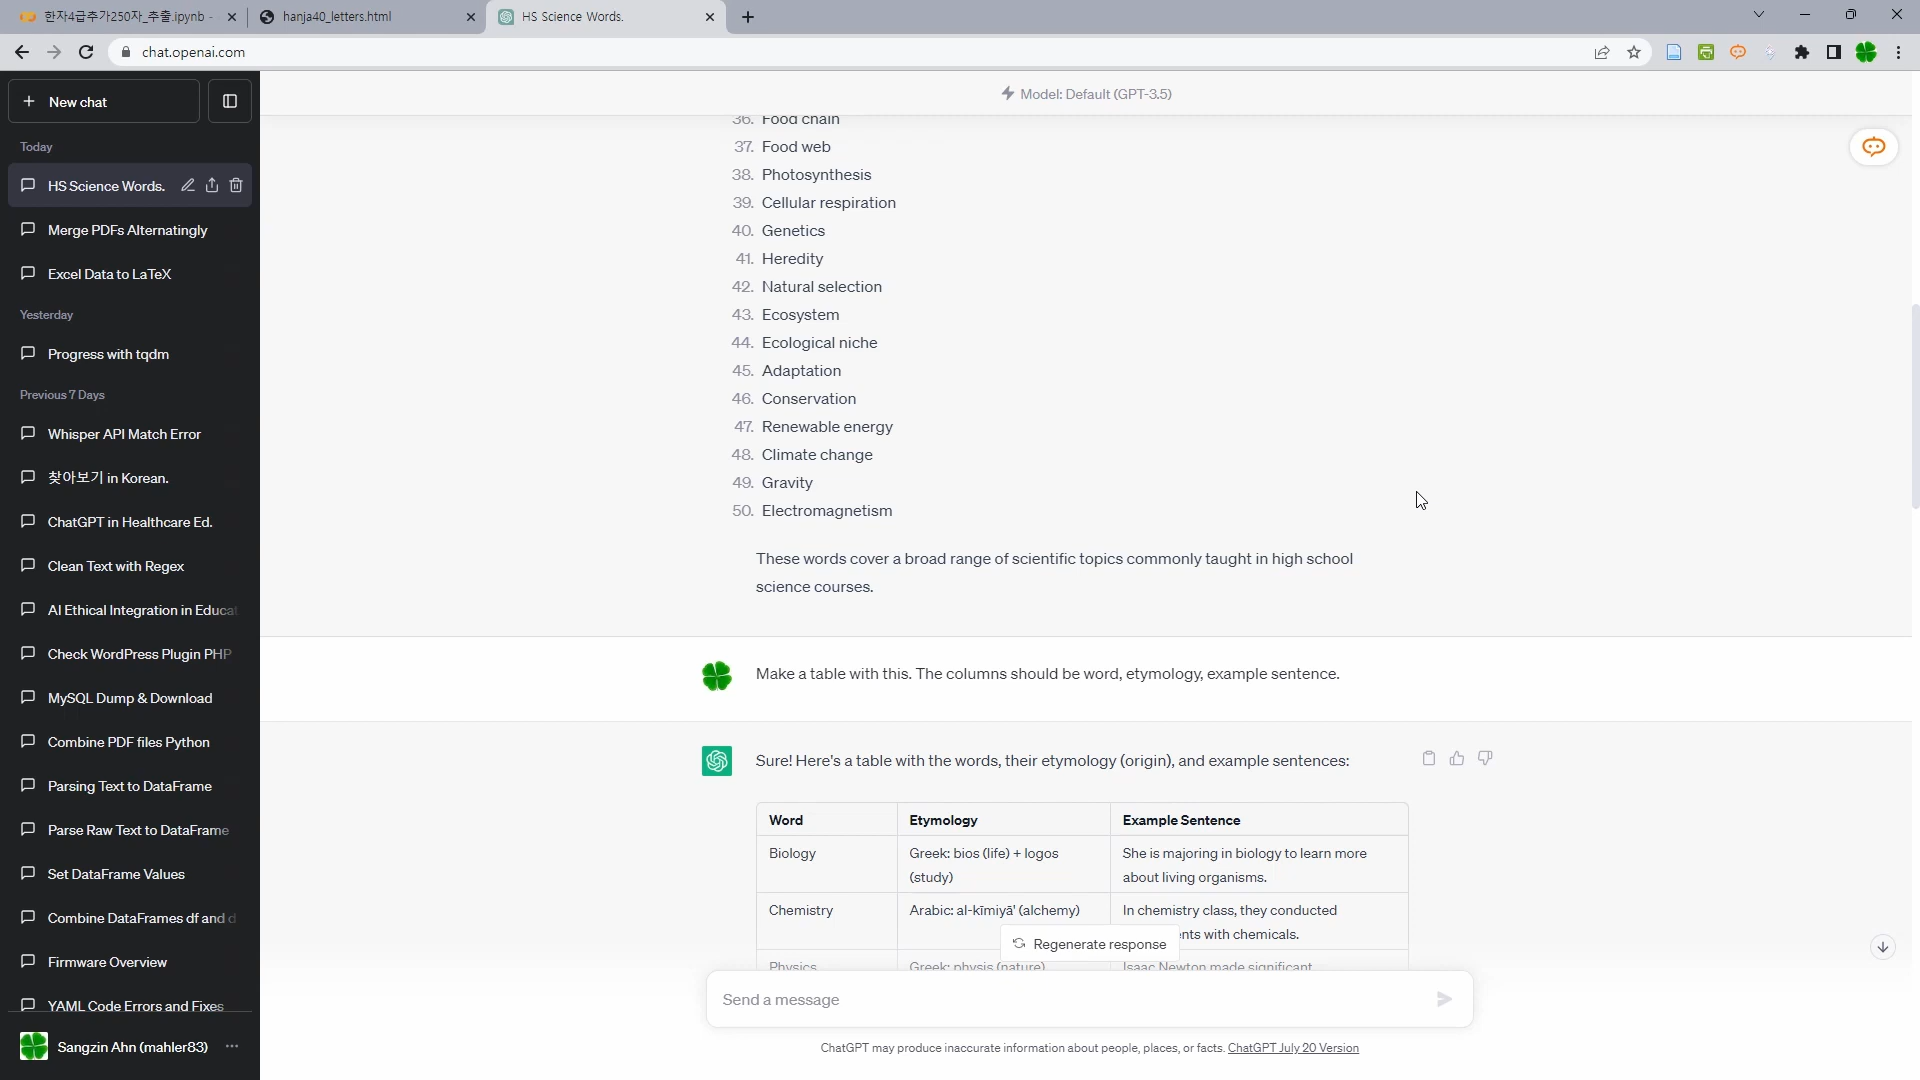 한자4급추가250자_추출.ipynb -
hanja40_letters.html
HS Science Words.
chat.openai.com
New chat
Model: Default (GPT-3.5)
Today
HS Science Words.
Merge PDFs Alternatingly
Excel Data to LaTeX
Yesterday
Progress with tqdm
Previous 7 Days
Whisper API Match Error
찾아보기 in Korean.
ChatGPT in Healthcare Ed.
Clean Text with Regex
AI Ethical Integration in Educat
Check WordPress Plugin PHP
MySQL Dump & Download
Combine PDF files Python
Parsing Text to DataFrame
Parse Raw Text to DataFrame
Set DataFrame Values
Combine DataFrames df and d
Firmware Overview
YAML Code Errors and Fixes
Sangzin Ahn (mahler83)
36. Food chain
37. Food web
38. Photosynthesis
39. Cellular respiration
40. Genetics
41. Heredity
42. Natural selection
43. Ecosystem
44. Ecological niche
45. Adaptation
46. Conservation
47. Renewable energy
48. Climate change
49. Gravity
50. Electromagnetism
These words cover a broad range of scientific topics commonly taught in high school
science courses.
Make a table with this. The columns should be word, etymology, example sentence.
Sure! Here's a table with the words, their etymology (origin), and example sentences:
Word Etymology Example Sentence
Biology Greek: bios (life) + logos She is majoring in biology to learn more
(study) about living organisms.
Chemistry Arabic: al-kīmiyā' (alchemy) In chemistry class, they conducted
ents with chemicals.
Regenerate response
Physics Greek: physis (nature) Isaac Newton made significant
Send a message
ChatGPT may produce inaccurate information about people, places, or facts. ChatGPT July 20 Version